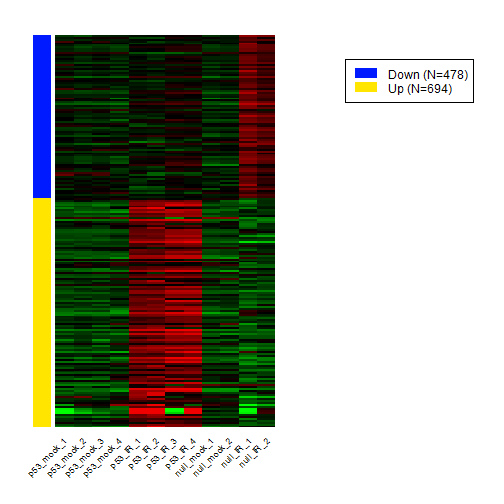 Down (N=478)
Up (N=694)
p53_mock_1
p53_mock_2
p53_mock_3
p53_mock_4
p53_IR_1
p53_IR_2
p53_IR_3
p53_IR_4
null_mock_1
null_mock_2
null_IR_1
null_IR_2